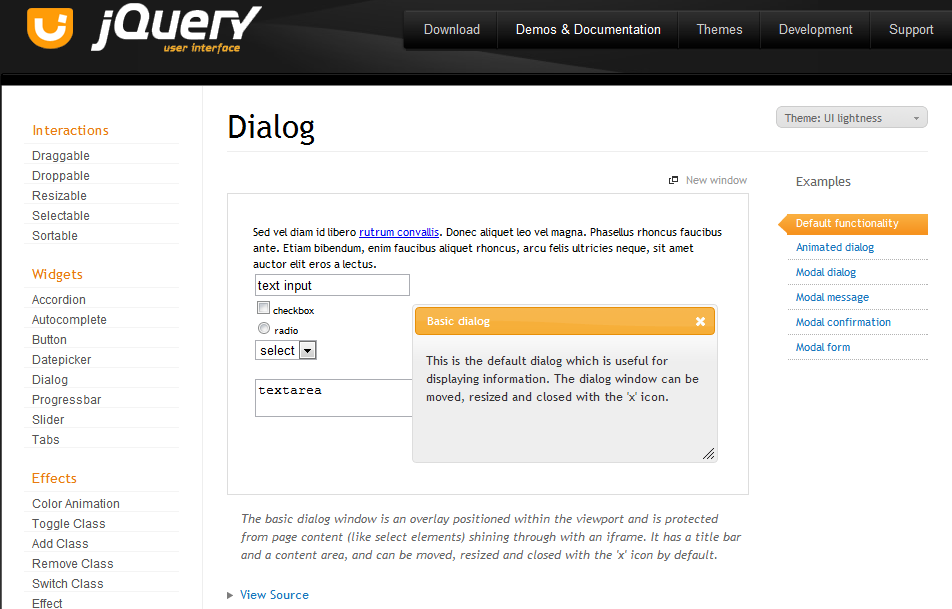 jQuery
user interface
Download
Demos & Documentation
Themes
Development
Support
Interactions
Draggable
Droppable
Resizable
Selectable
Sortable
Widgets
Accordion
Autocomplete
Button
Datepicker
Dialog
Progressbar
Slider
Tabs
Effects
Color Animation
Toggle Class
Add Class
Remove Class
Switch Class
Effect
Dialog
Theme: UI lightness
New window
Sed vel diam id libero rutrum convallis. Donec aliquet leo vel magna. Phasellus rhoncus faucibus
ante. Etiam bibendum, enim faucibus aliquet rhoncus, arcu felis ultricies neque, sit amet
auctor elit eros a lectus.
text input
checkbox
radio
select
textarea
Basic dialog
This is the default dialog which is useful for
displaying information. The dialog window can be
moved, resized and closed with the 'x' icon.
The basic dialog window is an overlay positioned within the viewport and is protected
from page content (like select elements) shining through with an iframe. It has a title bar
and a content area, and can be moved, resized and closed with the 'x' icon by default.
View Source
Examples
Default functionality
Animated dialog
Modal dialog
Modal message
Modal confirmation
Modal form